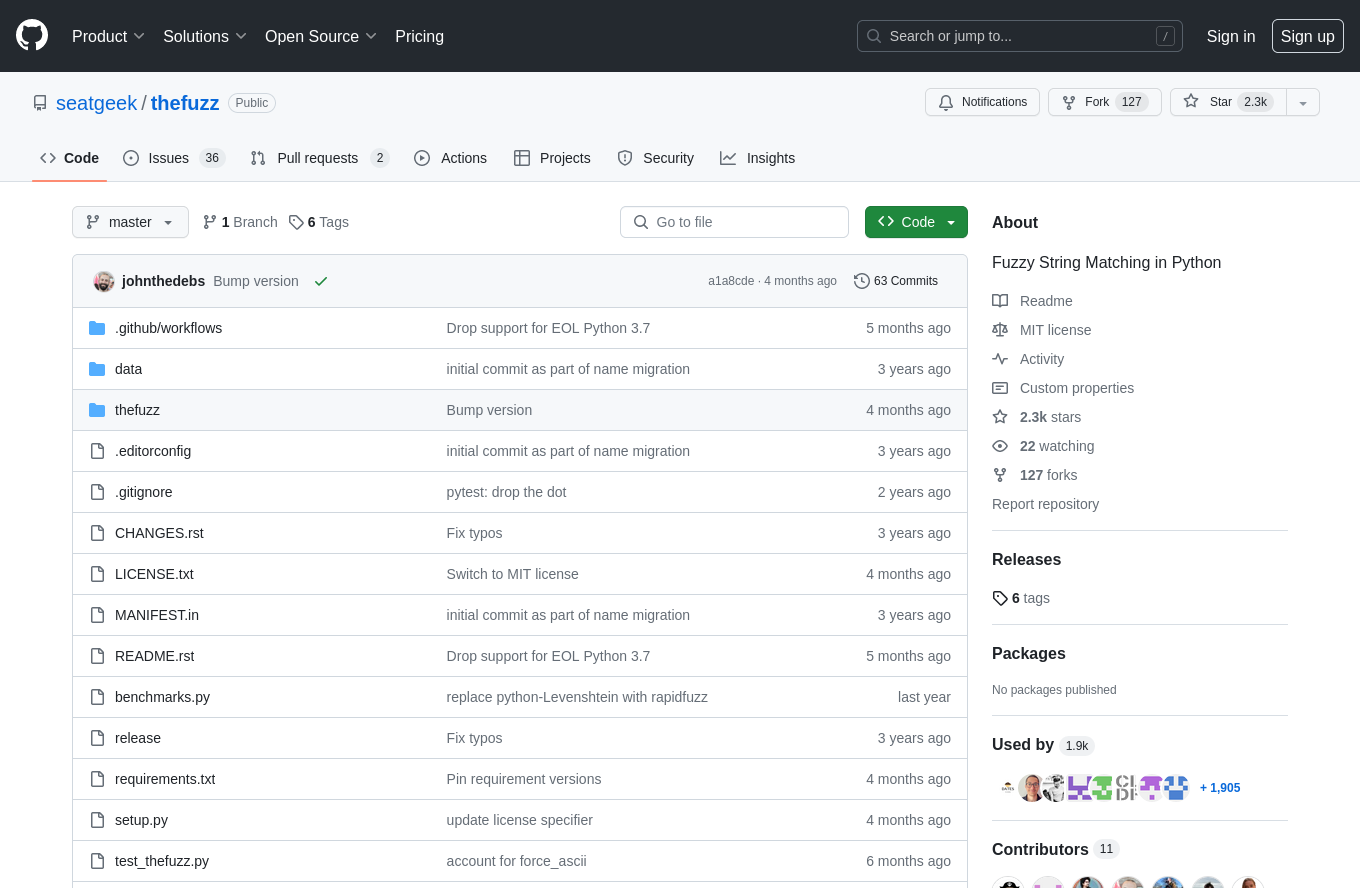 Product Solutions Open Source Pricing Search or jump to... / Sign in Sign up
seatgeek / thefuzz Public Notifications Fork 127 Star 2.3k
Code Issues 36 Pull requests 2 Actions Projects Security Insights
master 1 Branch 6 Tags Go to file Code
johnthedebs Bump version a1a8cde · 4 months ago 63 Commits
.github/workflows Drop support for EOL Python 3.7 5 months ago
data initial commit as part of name migration 3 years ago
thefuzz Bump version 4 months ago
.editorconfig initial commit as part of name migration 3 years ago
.gitignore pytest: drop the dot 2 years ago
CHANGES.rst Fix typos 3 years ago
LICENSE.txt Switch to MIT license 4 months ago
MANIFEST.in initial commit as part of name migration 3 years ago
README.rst Drop support for EOL Python 3.7 5 months ago
benchmarks.py replace python-Levenshtein with rapidfuzz last year
release Fix typos 3 years ago
requirements.txt Pin requirement versions 4 months ago
setup.py update license specifier 4 months ago
test_thefuzz.py account for force_ascii 6 months ago
About
Fuzzy String Matching in Python
Readme
MIT license
Activity
Custom properties
2.3k stars
22 watching
127 forks
Report repository
Releases
6 tags
Packages
No packages published
Used by 1.9k
+ 1,905
Contributors 11